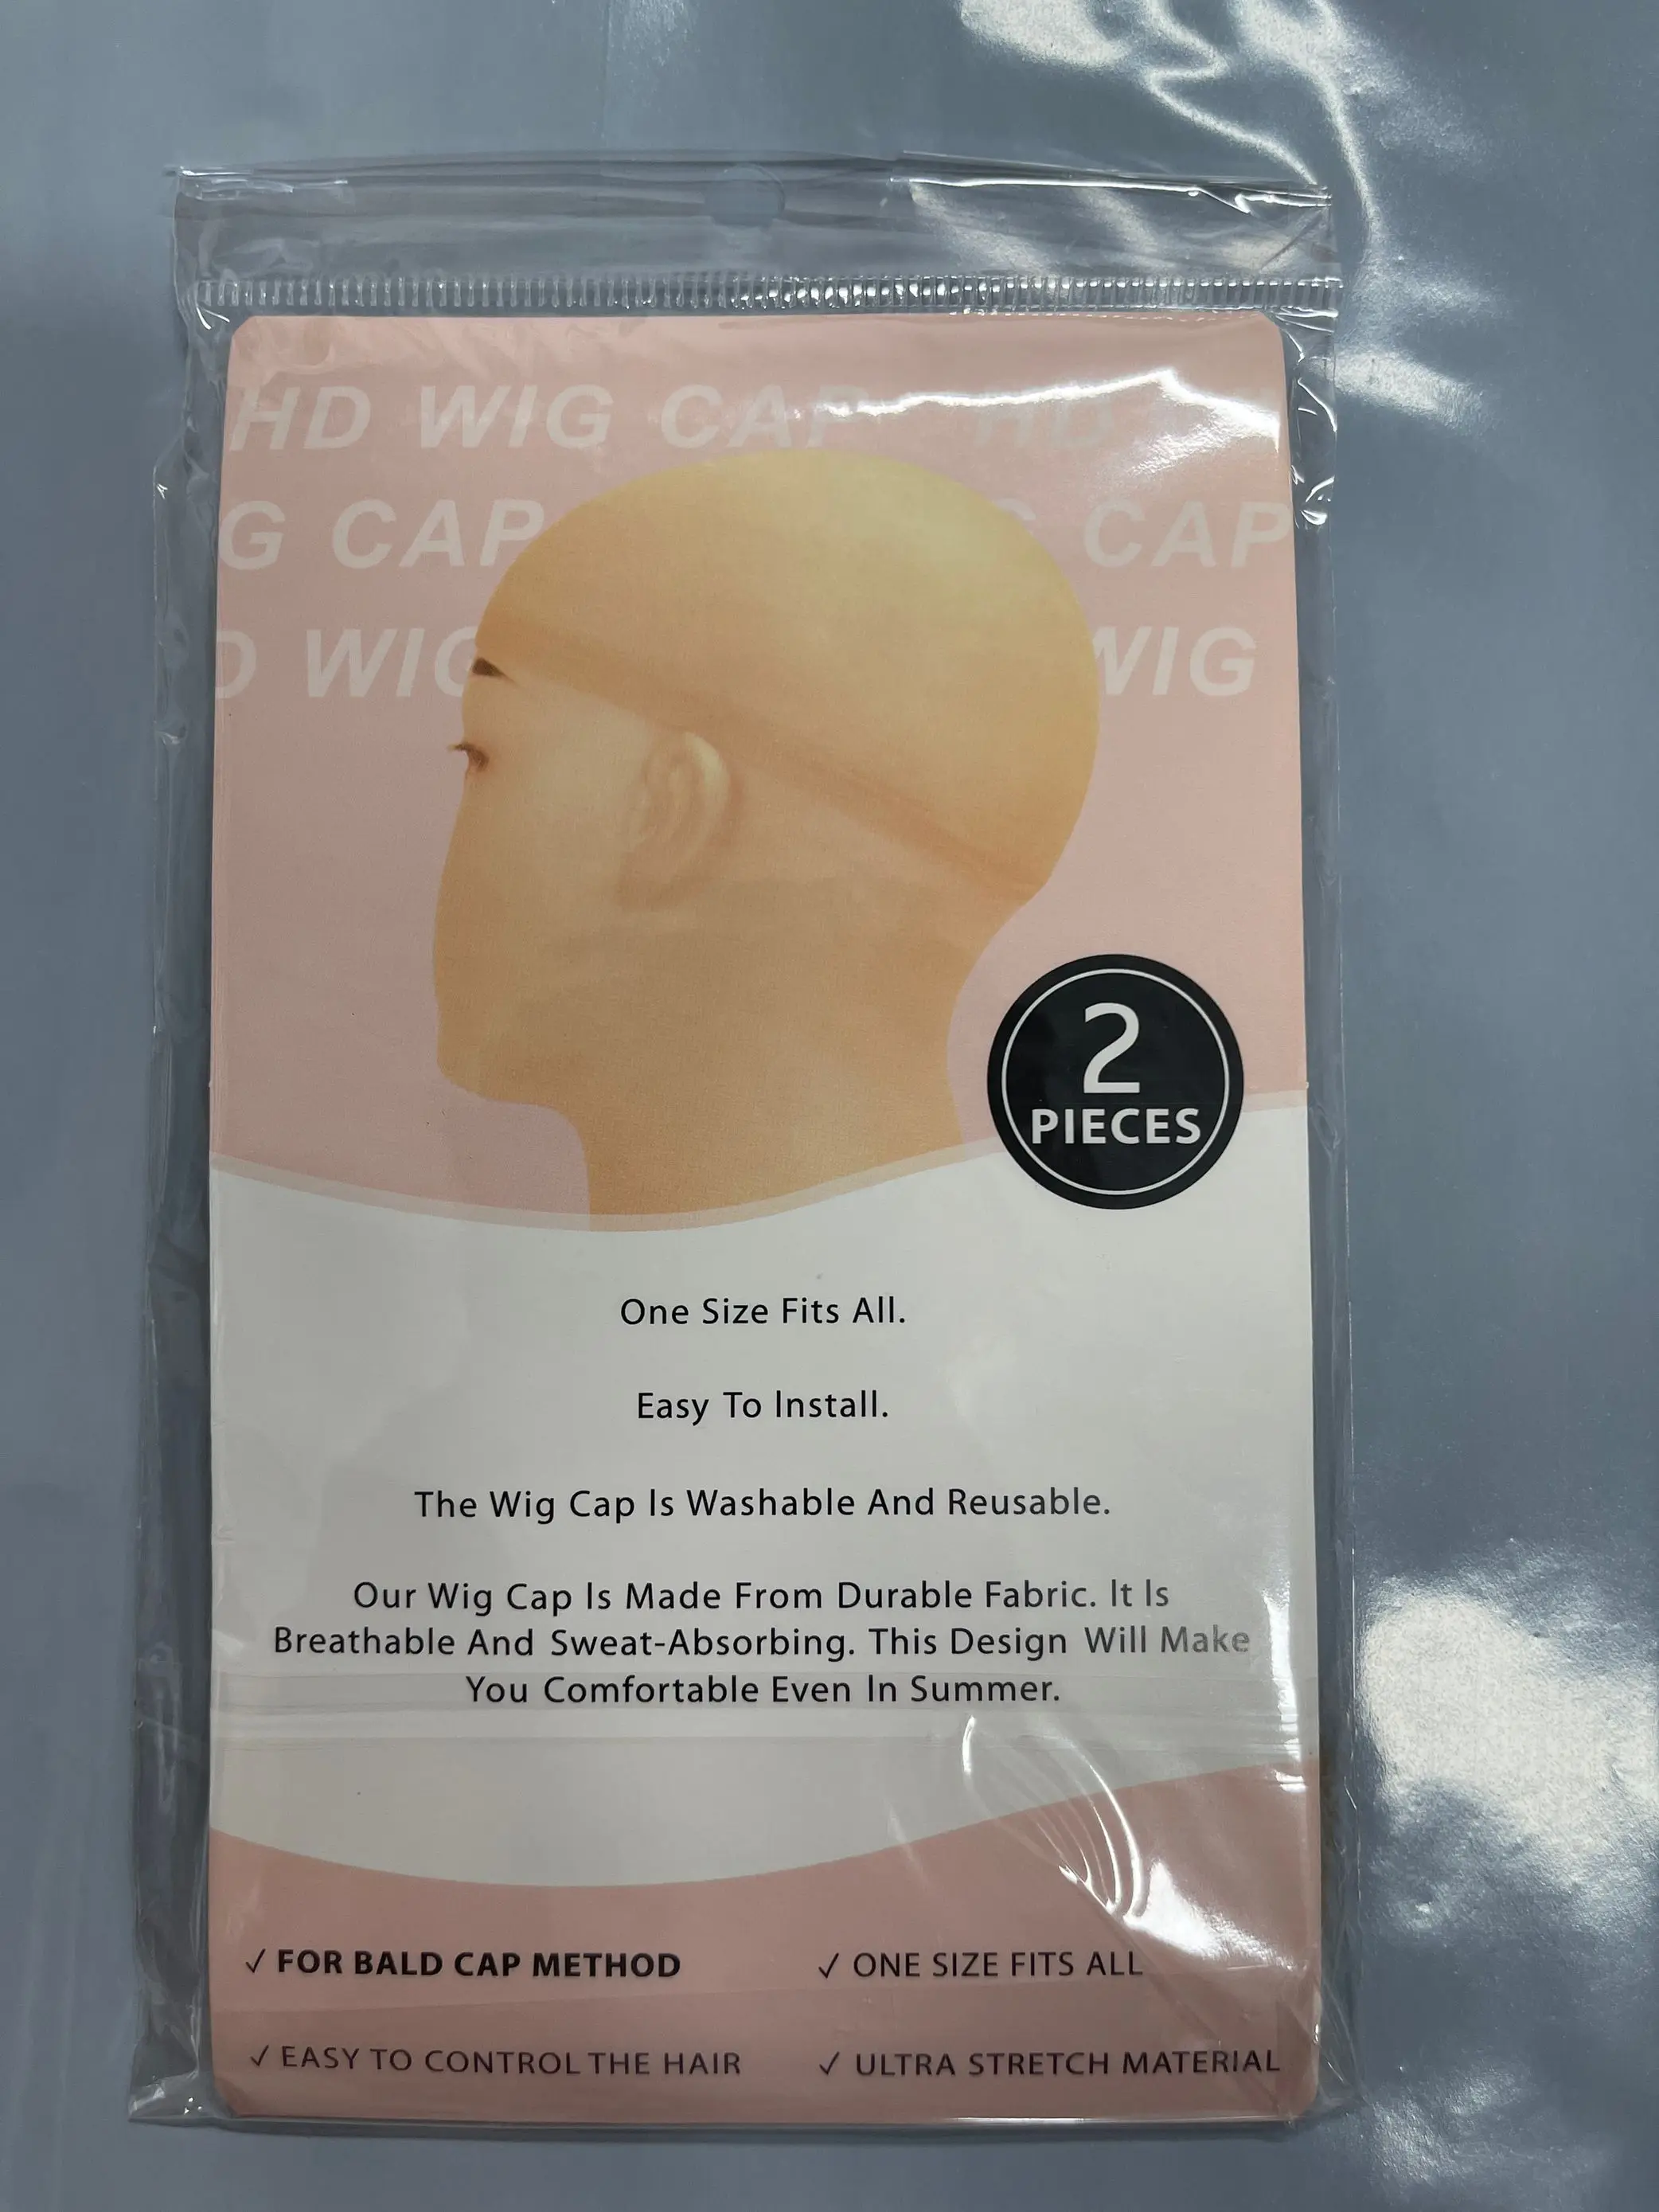 HD WIG CAP HD
G CAP G CAP
D WIG WIG
2
PIECES
One Size Fits All.
Easy To Install.
The Wig Cap Is Washable And Reusable.
Our Wig Cap Is Made From Durable Fabric. It Is
Breathable And Sweat-Absorbing. This Design Will Make
You Comfortable Even In Summer.
✓ FOR BALD CAP METHOD
✓ ONE SIZE FITS ALL
✓ EASY TO CONTROL THE HAIR
✓ ULTRA STRETCH MATERIAL